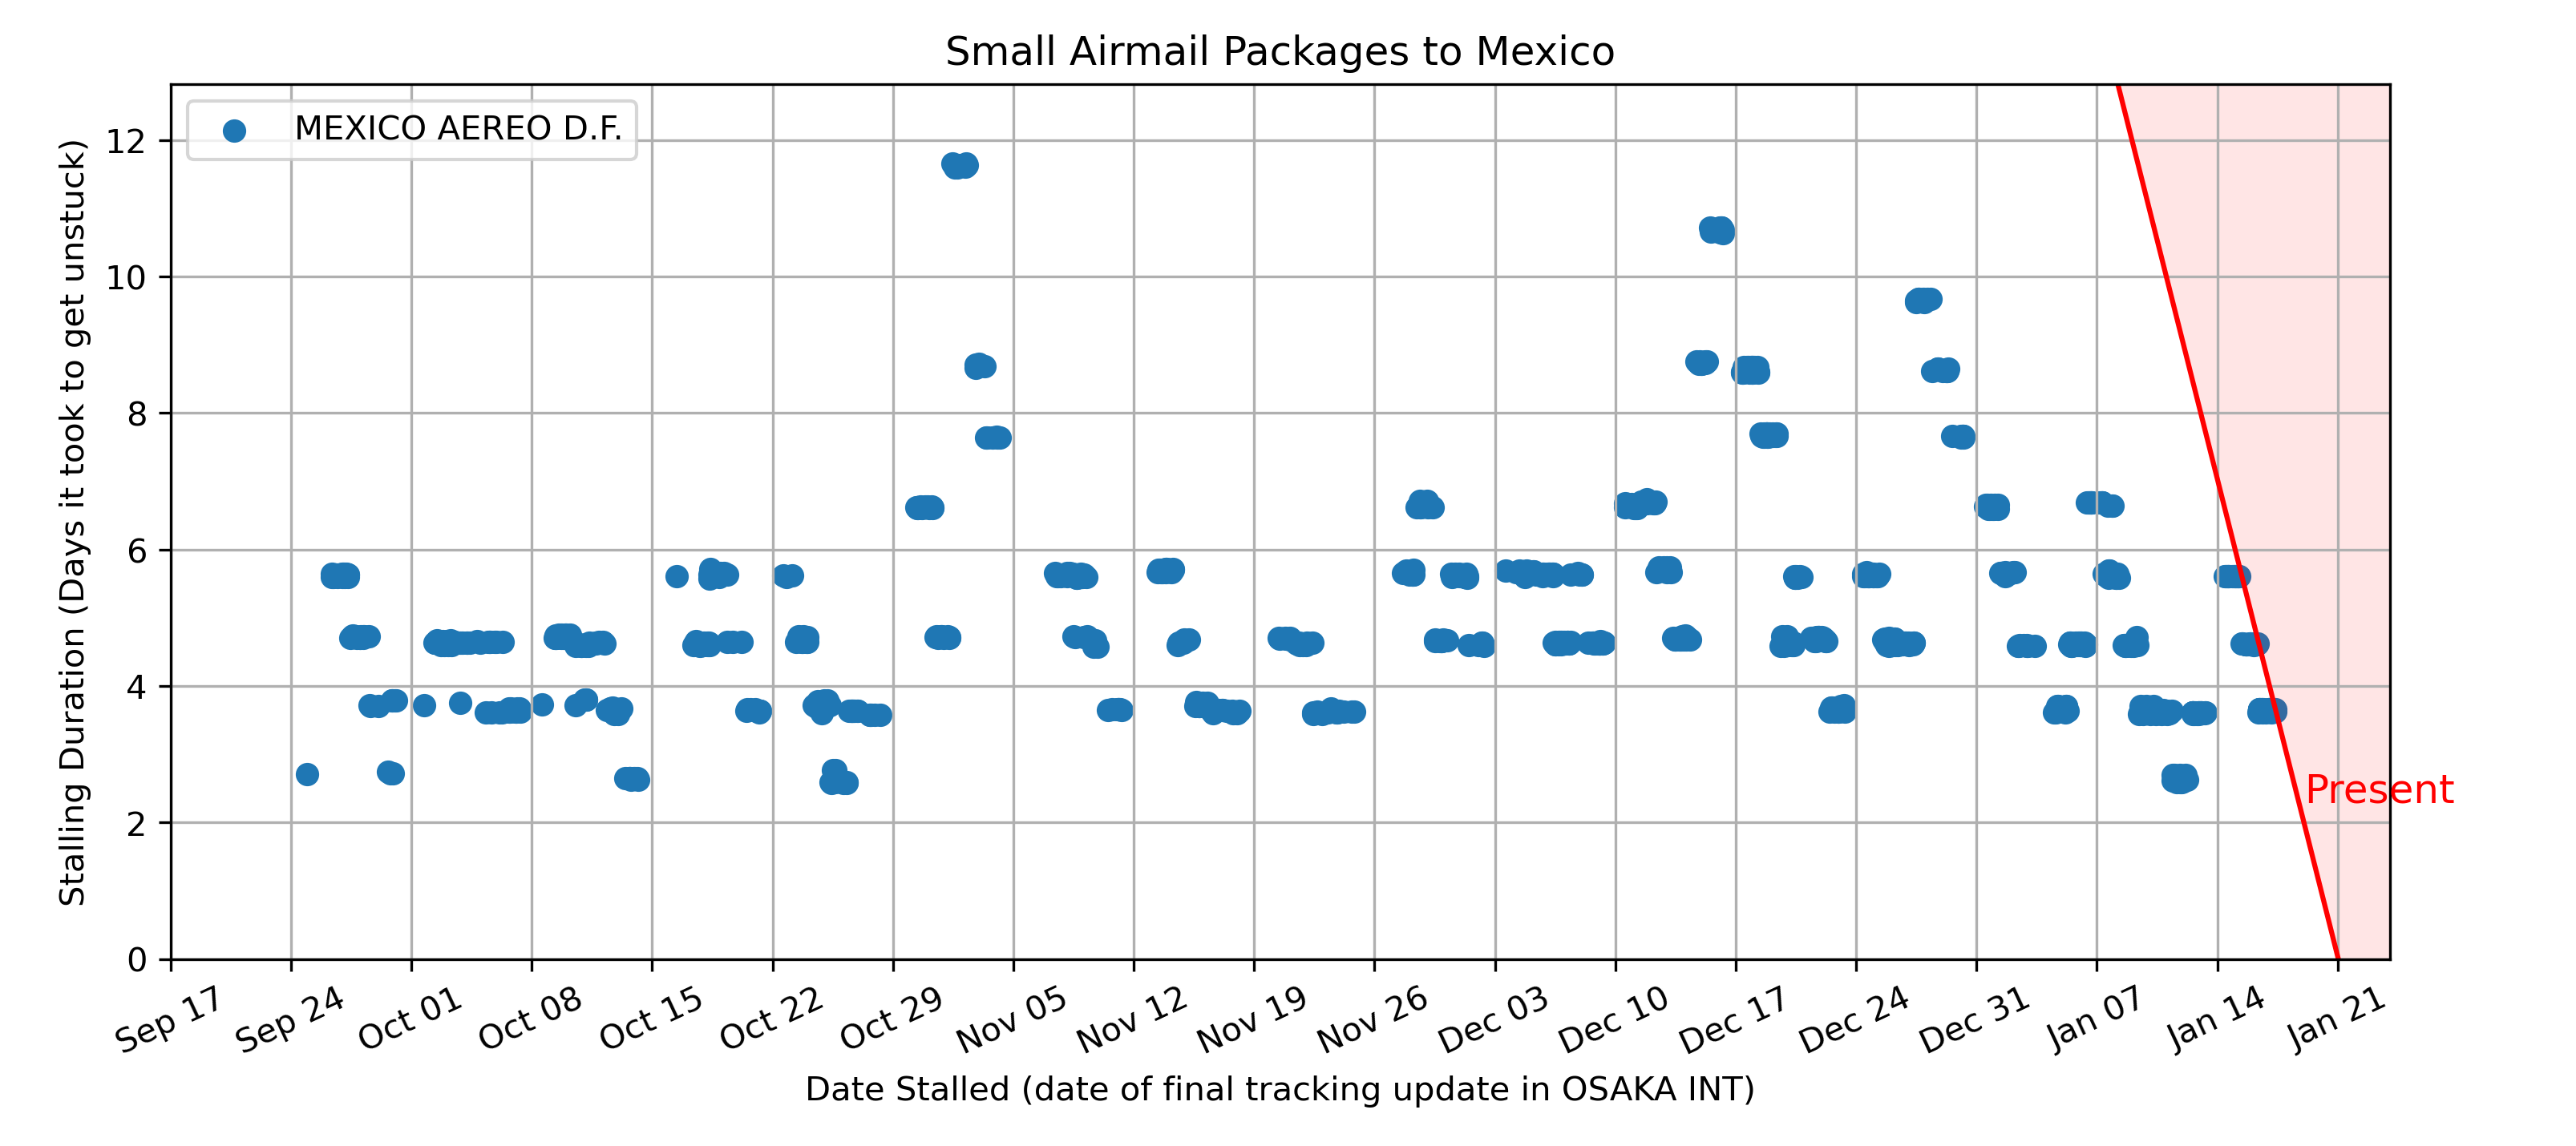 Small Airmail Packages to Mexico
MEXICO AEREO D.F.
Stalling Duration (Days it took to get unstuck)
12
10
8
6
4
2
0
Present
Sep 17
Sep 24
Oct 01
Oct 08
Oct 15
Oct 22
Oct 29
Nov 05
Nov 12
Nov 19
Nov 26
Dec 03
Dec 10
Dec 17
Dec 24
Dec 31
Jan 07
Jan 14
Jan 21
Date Stalled (date of final tracking update in OSAKA INT)